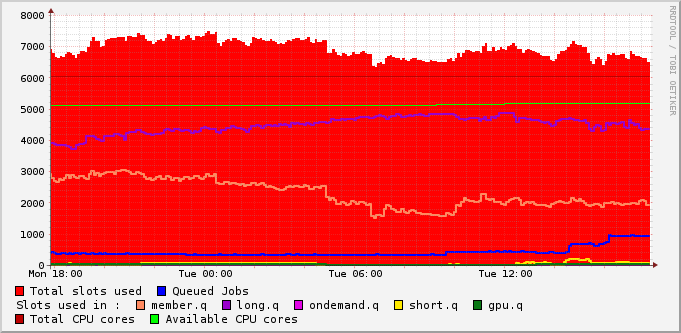 8000
7000
6000
5000
4000
3000
2000
1000
0
Mon 18:00 Tue 00:00 Tue 06:00 Tue 12:00
RRDTOOL / TOBI OETIKER
Total slots used Queued Jobs
Slots used in : member.q long.q ondemand.q short.q gpu.q
Total CPU cores Available CPU cores